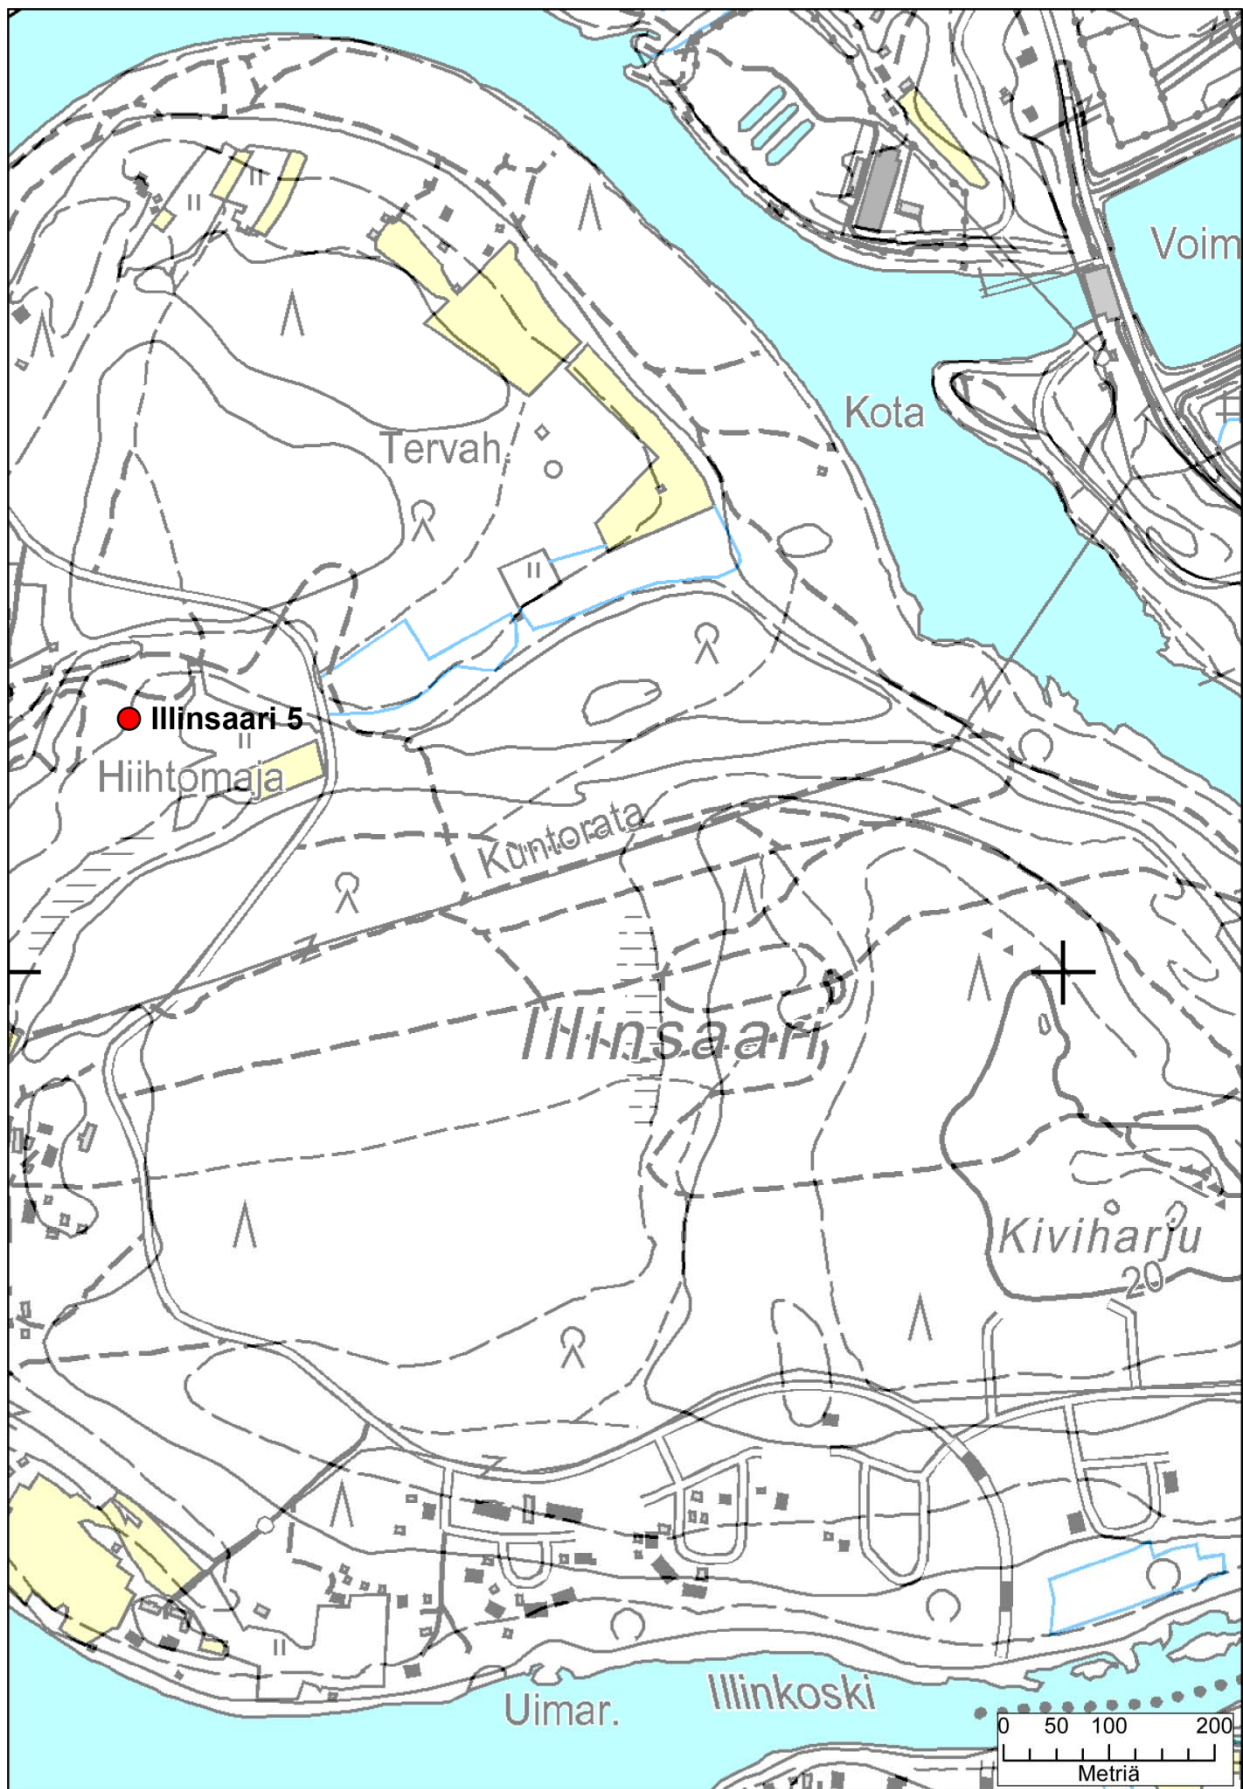 Voim
Kota
Tervah.
Illinsaari 5
Hiihtomaja
Kuntorata
Illinsaari
Kiviharju
20
Illinkoski
Uimar.
0 50 100 200
Metriä